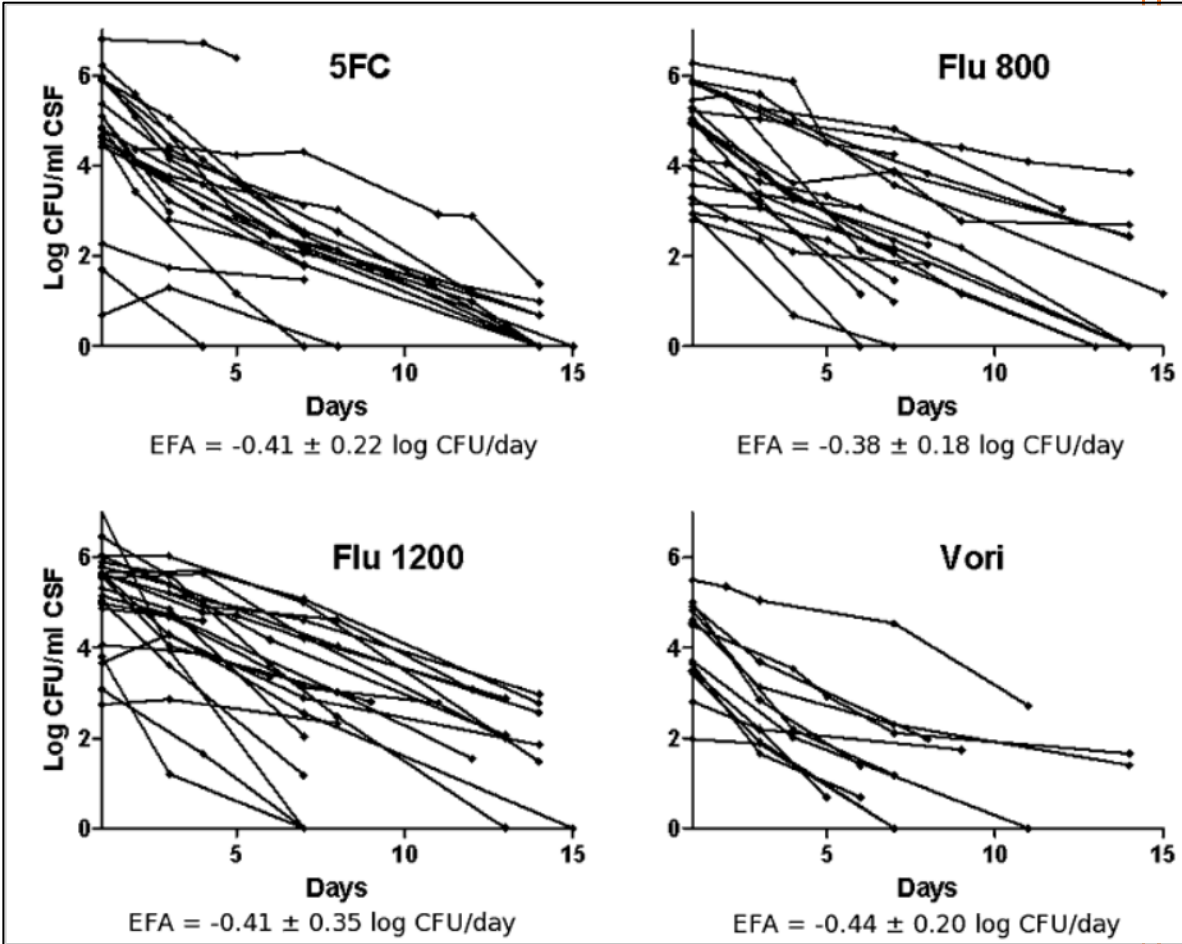 5FC
Log CFU/ml CSF
6
4
2
0
5
10
15
Days
EFA = -0.41 ± 0.22 log CFU/day
Flu 800
6
4
2
0
5
10
15
Days
EFA = -0.38 ± 0.18 log CFU/day
Flu 1200
Log CFU/ml CSF
6
4
2
0
5
10
15
Days
EFA = -0.41 ± 0.35 log CFU/day
Vori
6
4
2
0
5
10
15
Days
EFA = -0.44 ± 0.20 log CFU/day